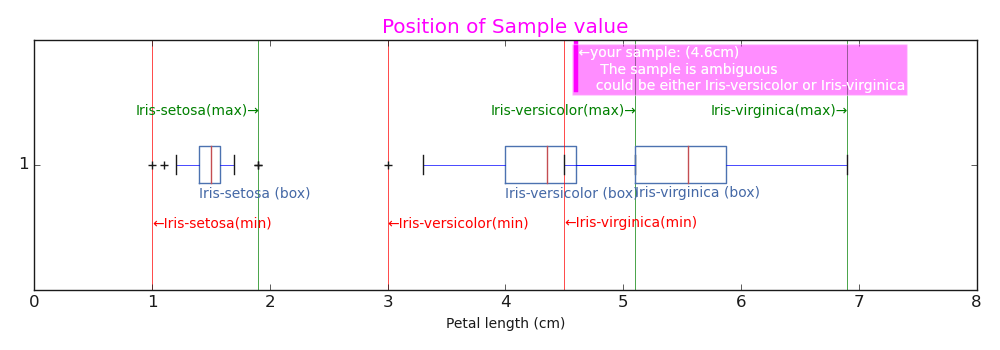 Position of Sample value
←your sample: (4.6cm)
The sample is ambiguous
could be either Iris-versicolor or Iris-virginica
Iris-setosa(max)→ Iris-versicolor(max)→ Iris-virginica(max)→
1
Iris-setosa (box) Iris-versicolor (box) Iris-virginica (box)
←Iris-setosa(min) ←Iris-versicolor(min) ←Iris-virginica(min)
0 1 2 3 4 5 6 7 8
Petal length (cm)